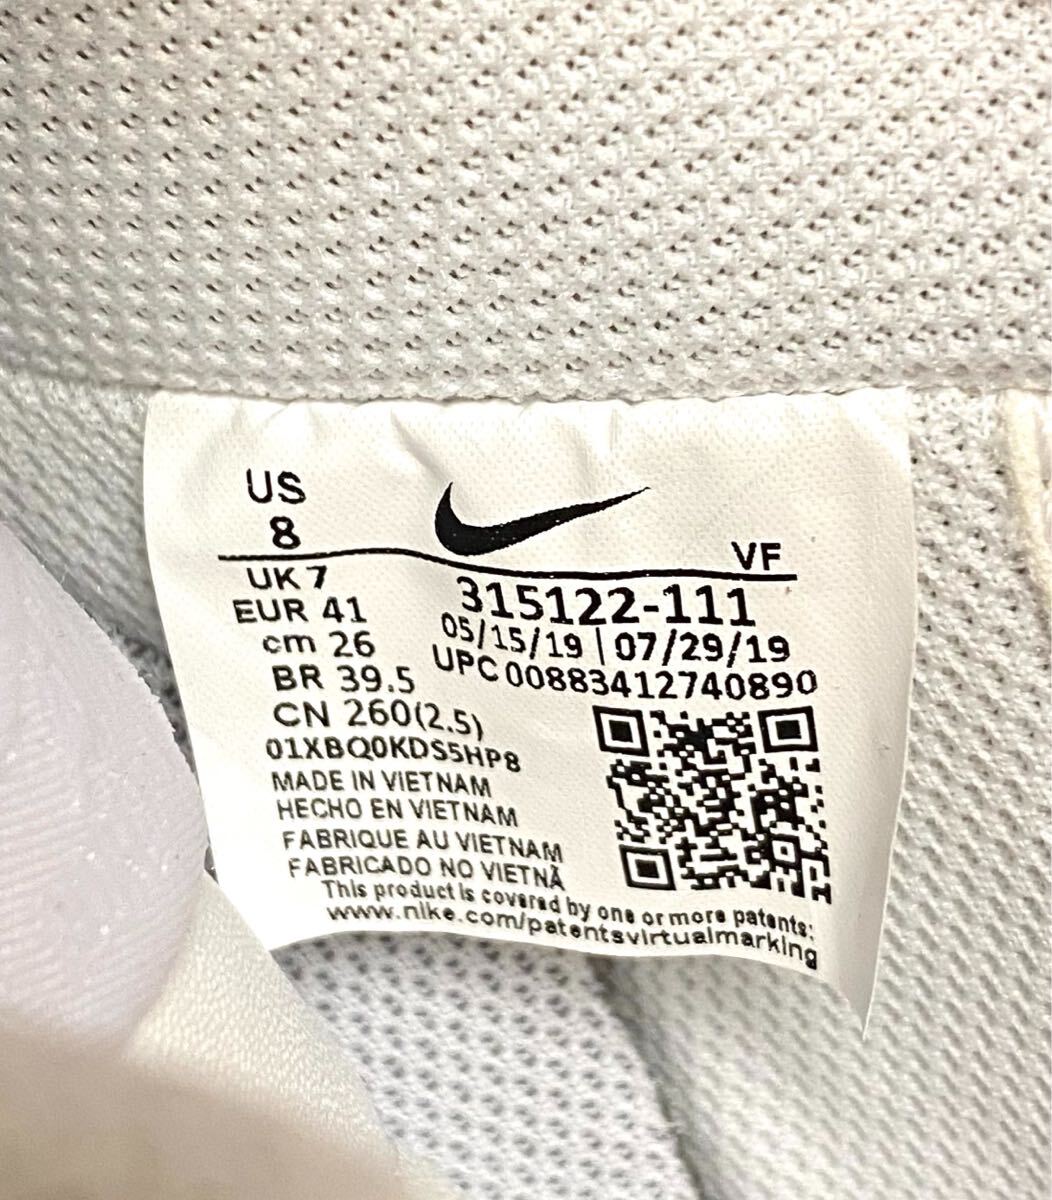 US
8
VF
UK 7
EUR 41
cm 26
BR 39.5
CN 260(2.5)
315122-111
05/15/19 | 07/29/19
UPC 00883412740890
01XBQ0KDS5HP8
MADE IN VIETNAM
HECHO EN VIETNAM
FABRIQUE AU VIETNAM
FABRICADO NO VIETNÃ
This product is covered by one or more patents:
www.nike.com/patentsvirtualmarking